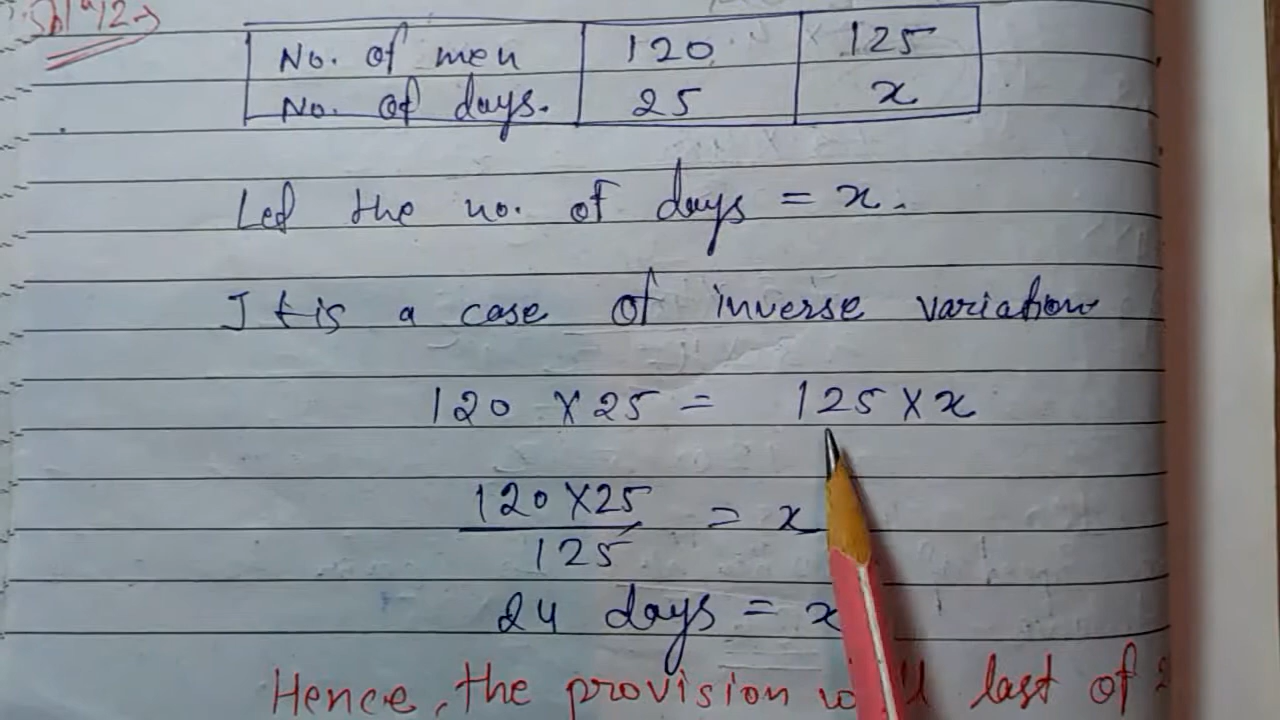 No. of men 120 125
No. of days. 25 x
Let the no. of days = x.
It is a case of inverse variation
120 × 25 = 125 × x
120 × 25 / 125 = x
24 days = x
Hence, the provision will last of